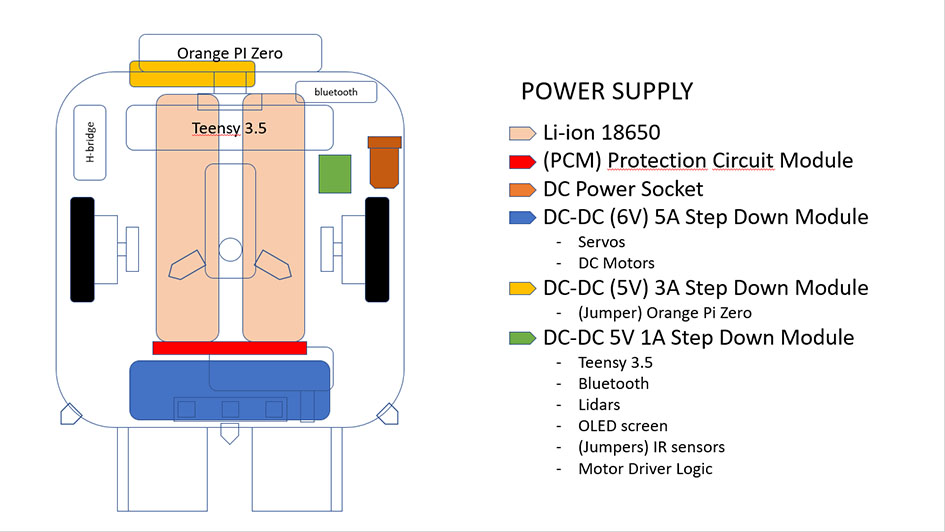 Orange PI Zero
bluetooth
Teensy 3.5
H-bridge
POWER SUPPLY
Li-ion 18650
(PCM) Protection Circuit Module
DC Power Socket
DC-DC (6V) 5A Step Down Module
- Servos
- DC Motors
DC-DC (5V) 3A Step Down Module
- (Jumper) Orange Pi Zero
DC-DC 5V 1A Step Down Module
- Teensy 3.5
- Bluetooth
- Lidars
- OLED screen
- (Jumpers) IR sensors
- Motor Driver Logic